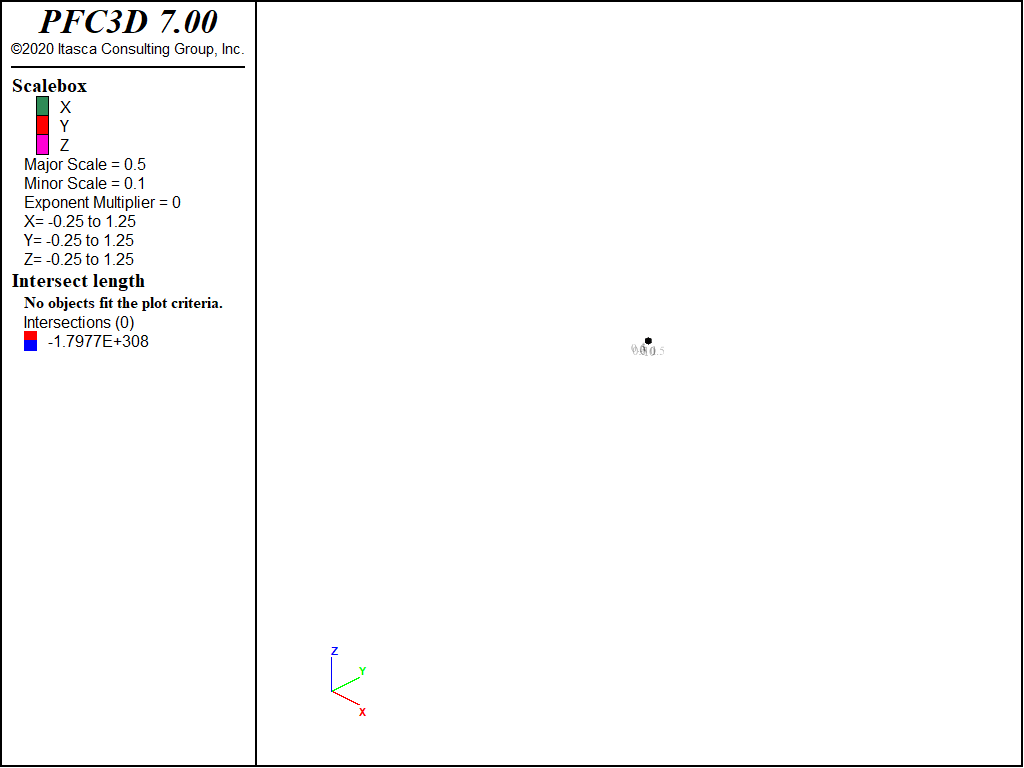 PFC3D 7.00
©2020 Itasca Consulting Group, Inc.
Scalebox
X
Y
Z
Major Scale = 0.5
Minor Scale = 0.1
Exponent Multiplier = 0
X= -0.25 to 1.25
Y= -0.25 to 1.25
Z= -0.25 to 1.25
Intersect length
No objects fit the plot criteria.
Intersections (0)
-1.7977E+308
Z
Y
X